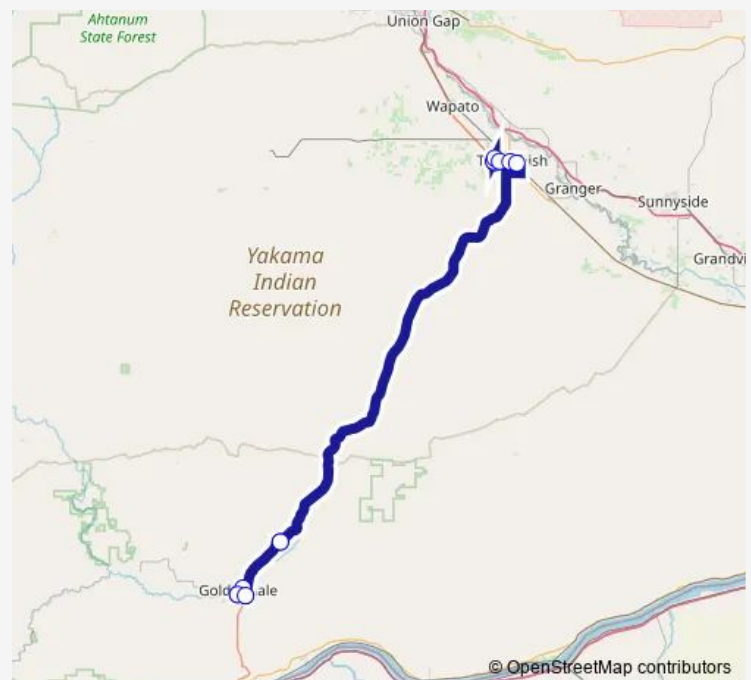 Ahtanum
State Forest
Union Gap
Wapato
Granger
Sunnyside
Grandvi
Yakama
Indian
Reservation
© OpenStreetMap contributors